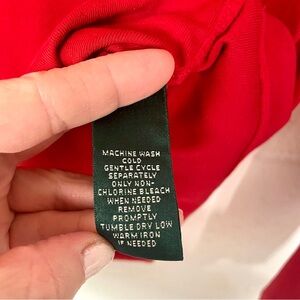 MACHINE WASH
COLD
GENTLE CYCLE
SEPARATELY
ONLY NON-
CHLORINE BLEACH
WHEN NEEDED
REMOVE
PROMPTLY
TUMBLE DRY LOW
WARM IRON
IF NEEDED